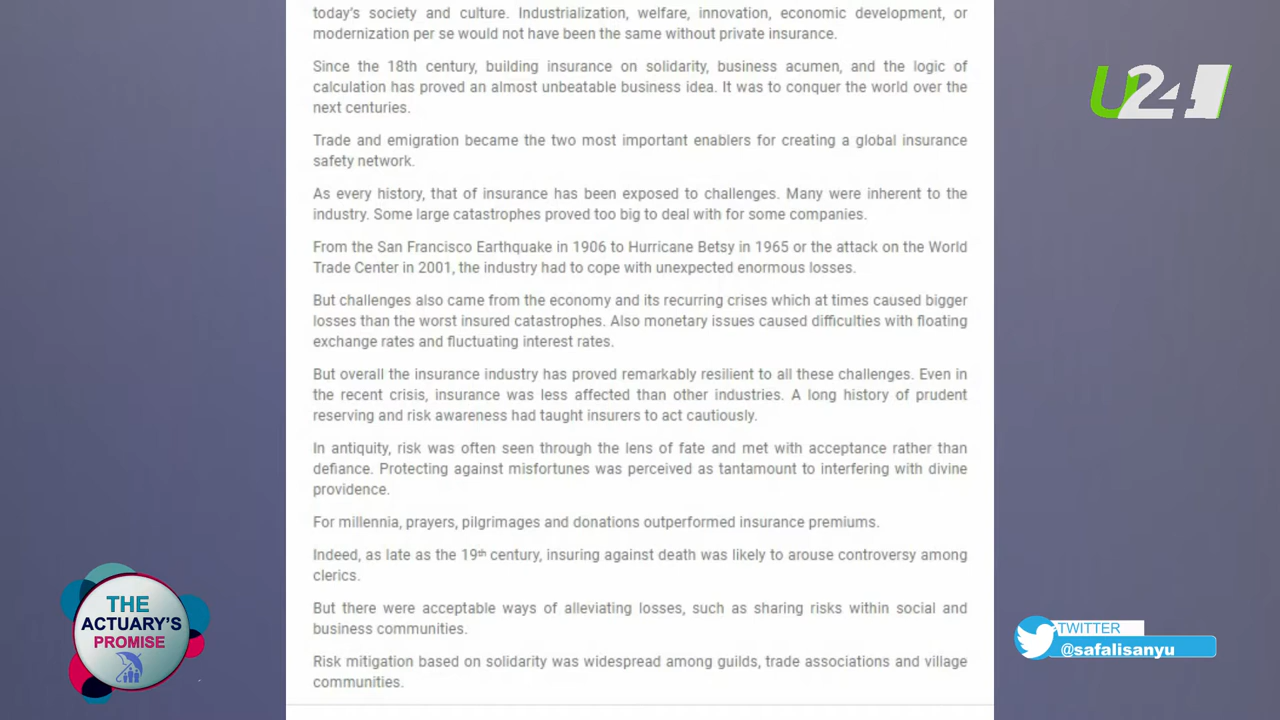 today's society and culture. Industrialization, welfare, innovation, economic development, or
modernization per se would not have been the same without private insurance.
Since the 18th century, building insurance on solidarity, business acumen, and the logic of
calculation has proved an almost unbeatable business idea. It was to conquer the world over the
next centuries.
Trade and emigration became the two most important enablers for creating a global insurance
safety network.
As every history, that of insurance has been exposed to challenges. Many were inherent to the
industry. Some large catastrophes proved too big to deal with for some companies.
From the San Francisco Earthquake in 1906 to Hurricane Betsy in 1965 or the attack on the World
Trade Center in 2001, the industry had to cope with unexpected enormous losses.
But challenges also came from the economy and its recurring crises which at times caused bigger
losses than the worst insured catastrophes. Also monetary issues caused difficulties with floating
exchange rates and fluctuating interest rates.
But overall the insurance industry has proved remarkably resilient to all these challenges. Even in
the recent crisis, insurance was less affected than other industries. A long history of prudent
reserving and risk awareness had taught insurers to act cautiously.
In antiquity, risk was often seen through the lens of fate and met with acceptance rather than
defiance. Protecting against misfortunes was perceived as tantamount to interfering with divine
providence.
For millennia, prayers, pilgrimages and donations outperformed insurance premiums.
Indeed, as late as the 19th century, insuring against death was likely to arouse controversy among
clerics.
But there were acceptable ways of alleviating losses, such as sharing risks within social and
business communities.
Risk mitigation based on solidarity was widespread among guilds, trade associations and village
communities.
U24
THE
ACTUARY'S
PROMISE
TWITTER
@safalisanyu